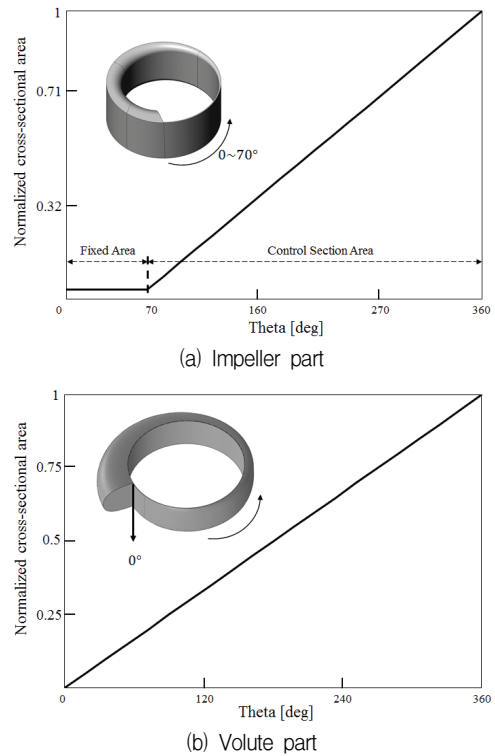 1
0.71
0.32
Normalized cross-sectional area
0~70°
Fixed Area
Control Section Area
0
70
160
270
360
Theta [deg]
(a) Impeller part
1
0.75
0.5
0.25
Normalized cross-sectional area
0°
0
120
240
360
Theta [deg]
(b) Volute part